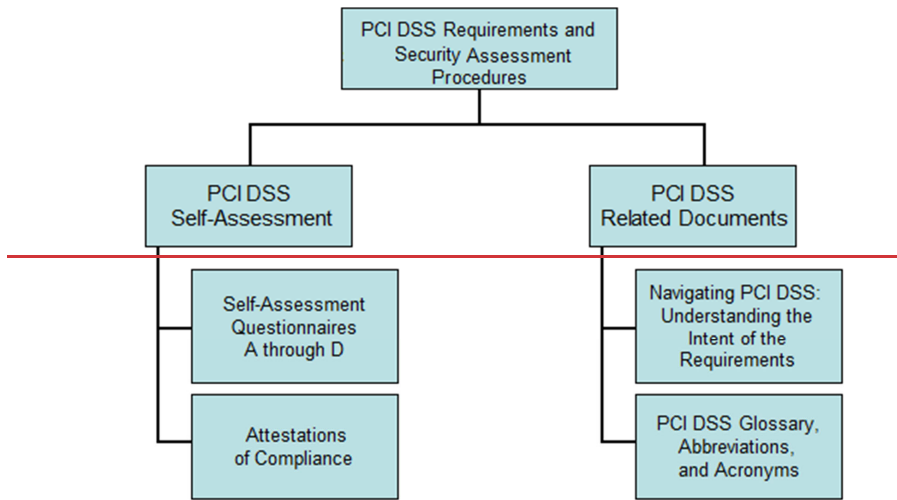 PCI DSS Requirements and
Security Assessment
Procedures
PCI DSS
Self-Assessment
PCI DSS
Related Documents
Self-Assessment
Questionnaires
A through D
Navigating PCI DSS:
Understanding the
Intent of the
Requirements
Attestations
of Compliance
PCI DSS Glossary,
Abbreviations,
and Acronyms